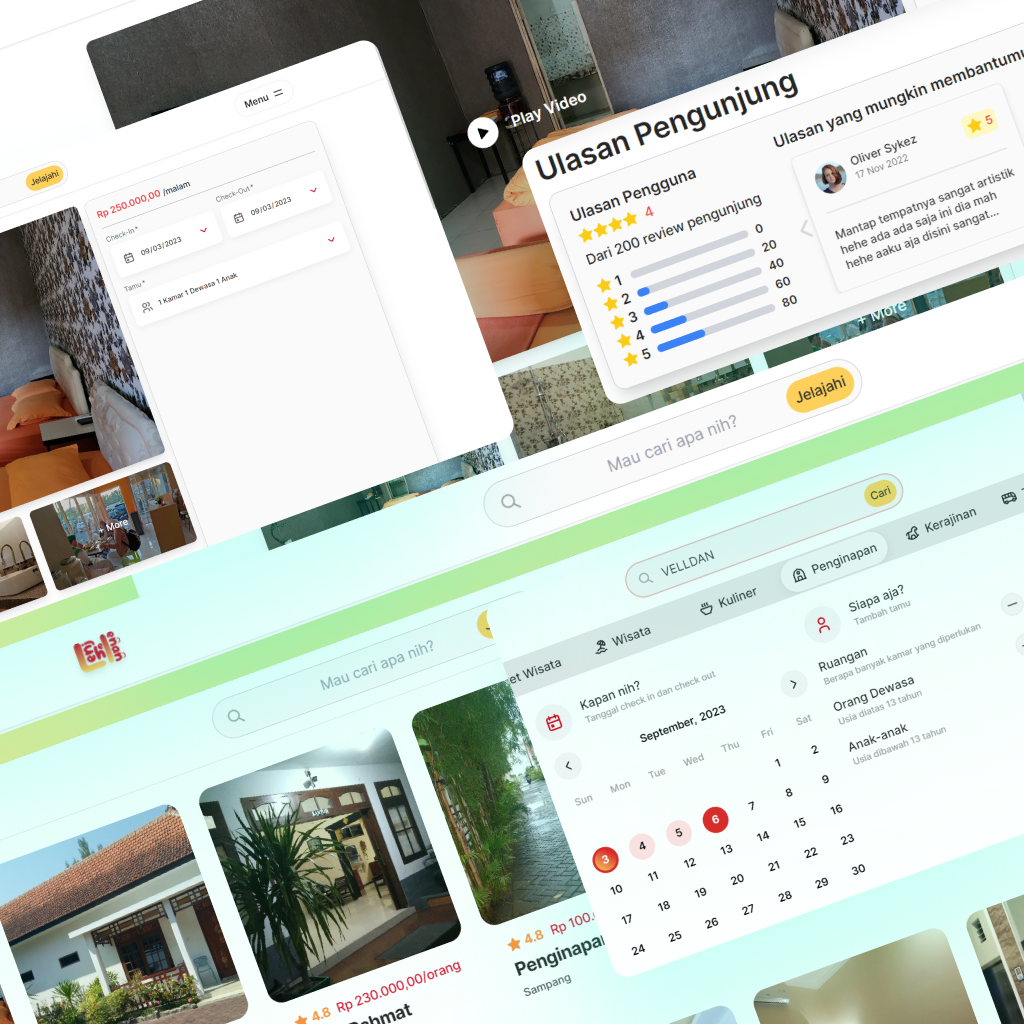 Menu
Jelajahi
Rp 250.000,00 /malam
Check-In*
Check-Out*
09/03/2023
09/03/2023
Tamu*
1 Kamar 1 Dewasa 1 Anak
+ More
Play Video
Ulasan Pengunjung
Ulasan Pengguna
4
Dari 200 review pengunjung
1 0
2 20
3 40
4 60
5 80
Ulasan yang mungkin membantumu
Oliver Sykez
17 Nov 2022
5
Mantap tempatnya sangat artistik
hehe ada ada saja ini dia mah
hehe aaku aja disini sangat...
+ More
Mau cari apa nih?
Jelajahi
Mau cari apa nih?
VELLDAN
Cari
et Wisata
Wisata
Kuliner
Penginapan
Kerajinan
Kapan nih?
Tanggal check in dan check out
September, 2023
Sun Mon Tue Wed Thu Fri Sat
1 2
3 4 5 6 7 8 9
10 11 12 13 14 15 16
17 18 19 20 21 22 23
24 25 26 27 28 29 30
Siapa aja?
Tambah tamu
Ruangan
Berapa banyak kamar yang diperlukan
Orang Dewasa
Usia diatas 13 tahun
Anak-anak
Usia dibawah 13 tahun
4.8 Rp 230.000,00/orang
4.8 Rp 100.
Penginapan
Sampang